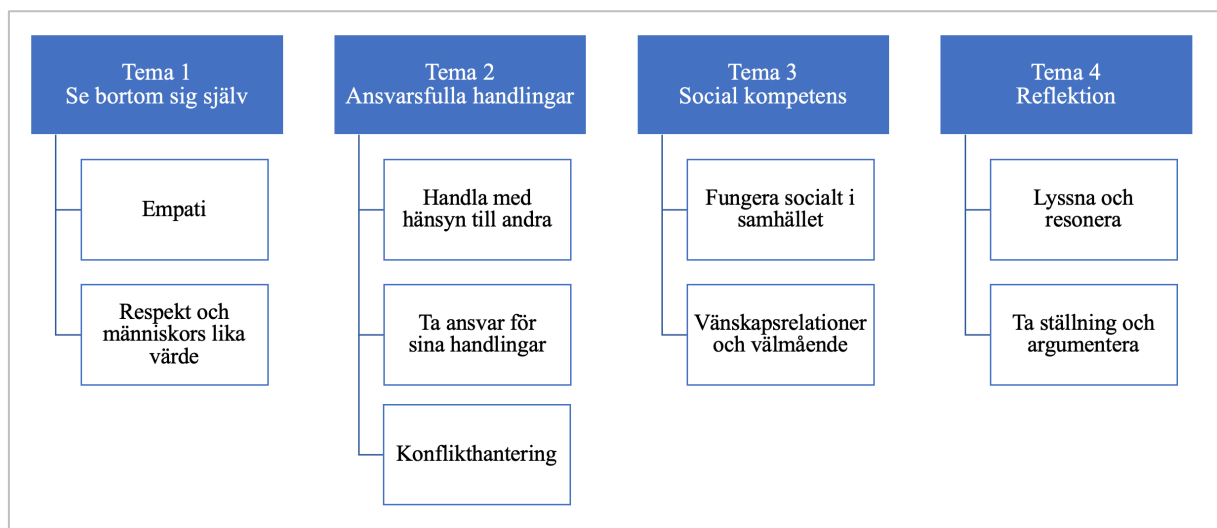 Tema 1
Se bortom sig själv
Empati
Respekt och
människors lika
värde
Tema 2
Ansvarsfulla handlingar
Handla med
hänsyn till andra
Ta ansvar för
sina handlingar
Konflikthantering
Tema 3
Social kompetens
Fungera socialt i
samhället
Vänskapsrelationer
och välmående
Tema 4
Reflektion
Lyssna och
resonera
Ta ställning och
argumentera